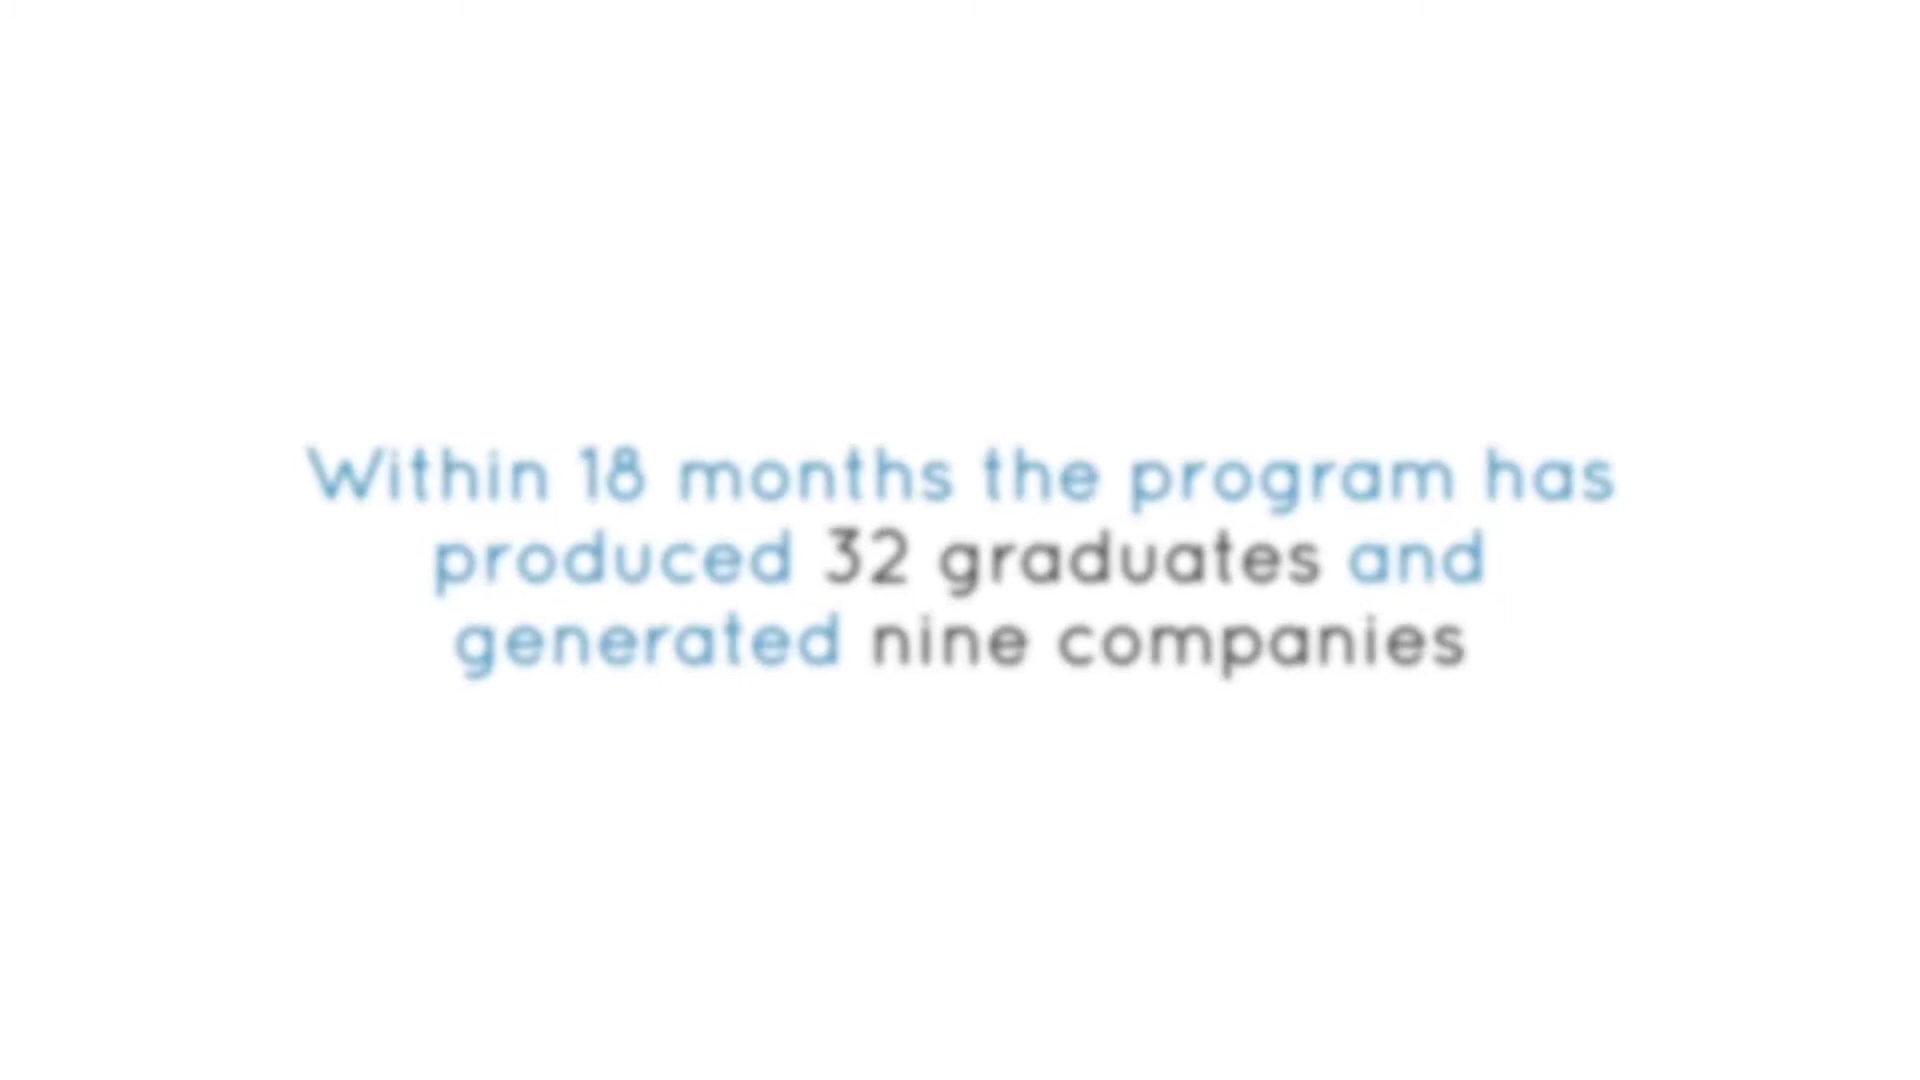 Within 18 months the program has
produced 32 graduates and
generated nine companies